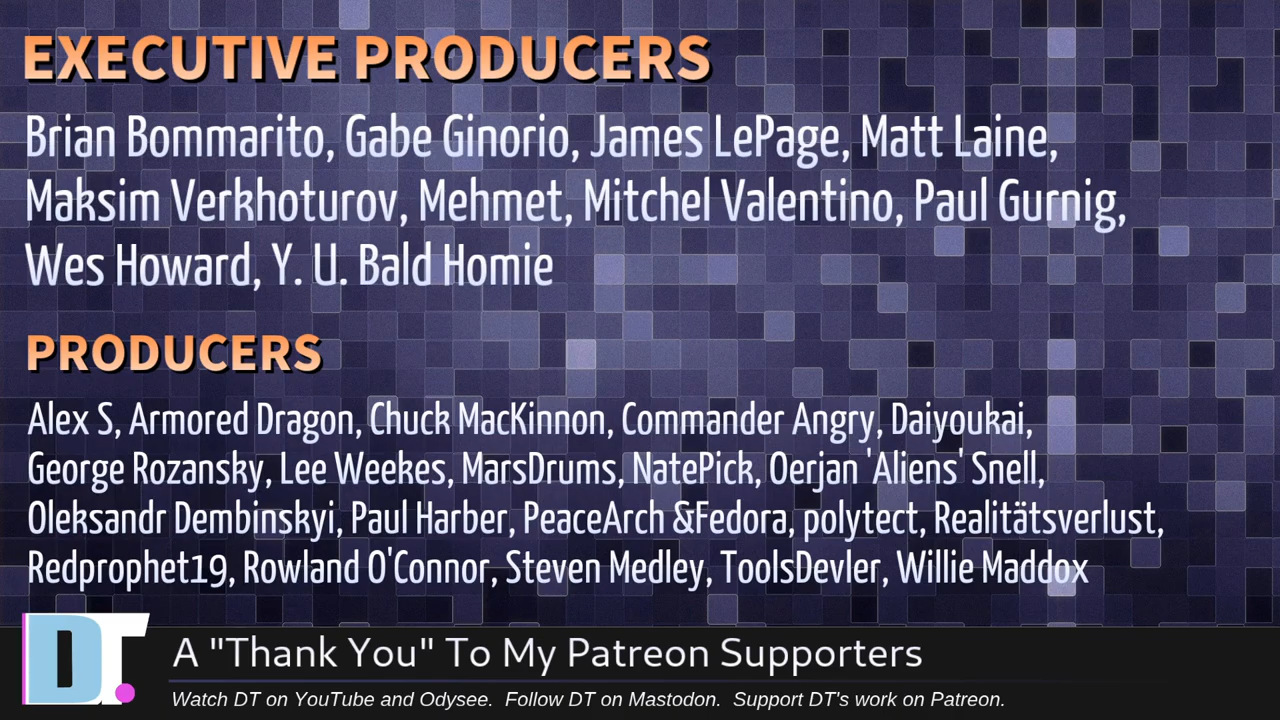 EXECUTIVE PRODUCERS
Brian Bommarito, Gabe Ginorio, James LePage, Matt Laine,
Maksim Verkhoturov, Mehmet, Mitchel Valentino, Paul Gurnig,
Wes Howard, Y. U. Bald Homie
PRODUCERS
Alex S, Armored Dragon, Chuck MacKinnon, Commander Angry, Daiyoukai,
George Rozansky, Lee Weekes, MarsDrums, NatePick, Oerjan 'Aliens' Snell,
Oleksandr Dembinskyi, Paul Harber, PeaceArch &Fedora, polytect, Realitätsverlust,
Redprophet19, Rowland O'Connor, Steven Medley, ToolsDevler, Willie Maddox
DT.
A "Thank You" To My Patreon Supporters
Watch DT on YouTube and Odysee.  Follow DT on Mastodon.  Support DT's work on Patreon.